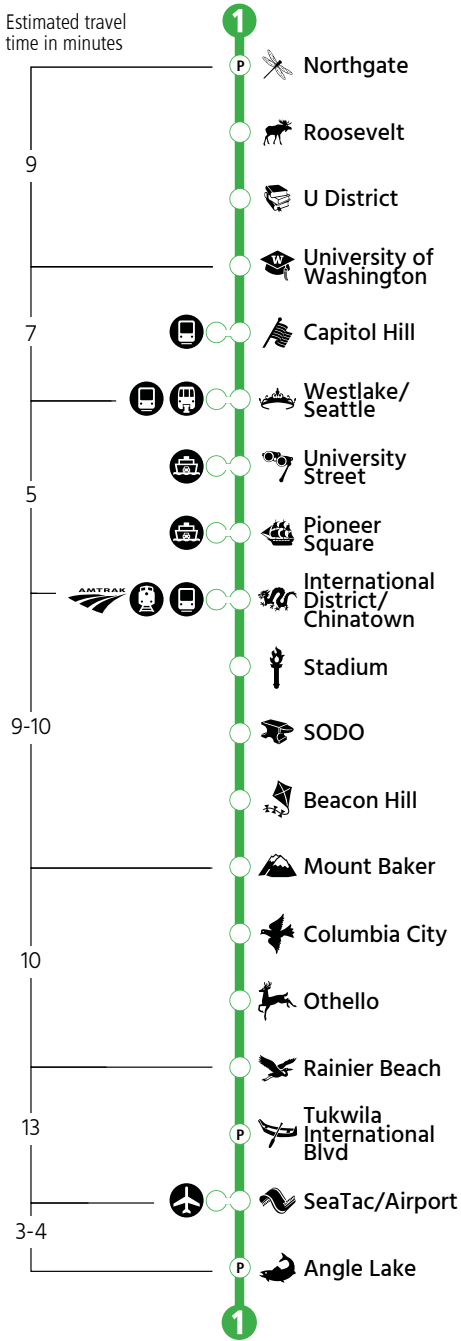 Estimated travel
time in minutes
1
P
Northgate
Roosevelt
9
U District
W
University of
Washington
7
Capitol Hill
Westlake/
Seattle
University
Street
5
Pioneer
Square
AMTRAK
International
District/
Chinatown
Stadium
9-10
SODO
Beacon Hill
Mount Baker
Columbia City
10
Othello
Rainier Beach
13
P
Tukwila
International
Blvd
SeaTac/Airport
3-4
P
Angle Lake
1